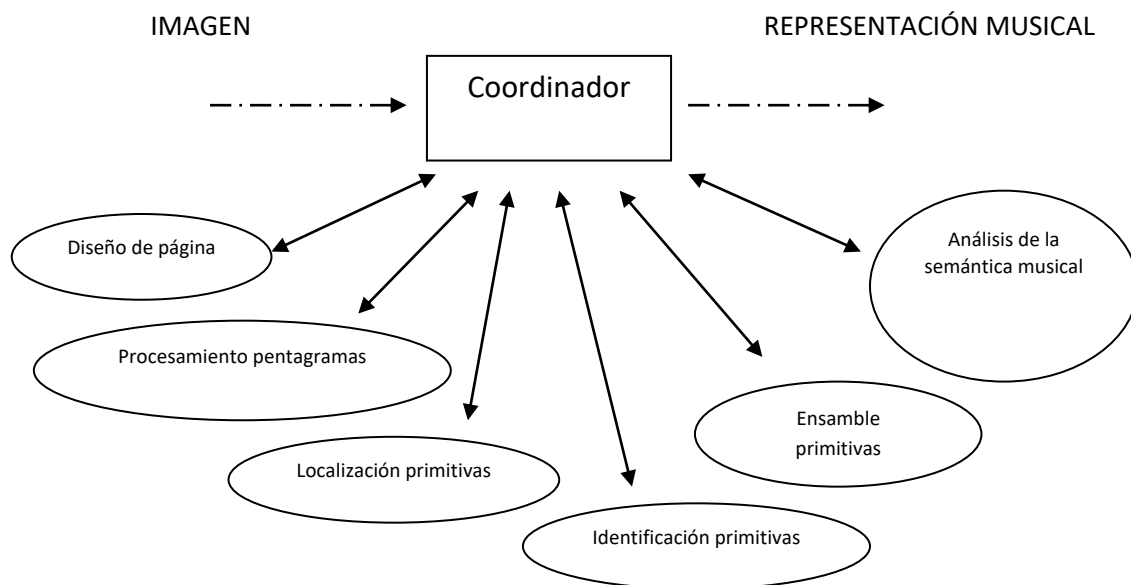 IMAGEN
REPRESENTACIÓN MUSICAL
Coordinador
Diseño de página
Análisis de la
semántica musical
Procesamiento pentagramas
Ensamble
primitivas
Localización primitivas
Identificación primitivas